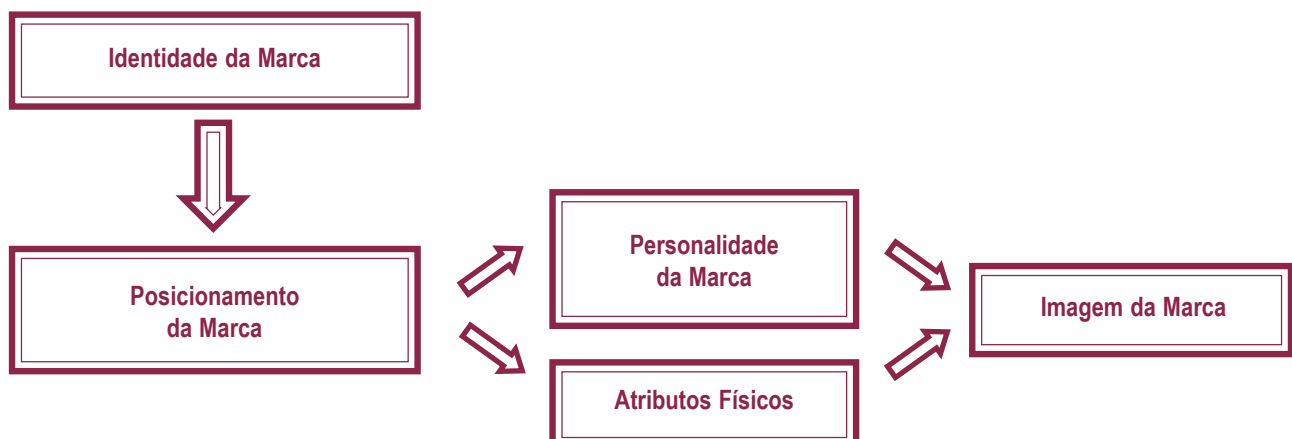 Identidade da Marca
Posicionamento
da Marca
Personalidade
da Marca
Atributos Físicos
Imagem da Marca